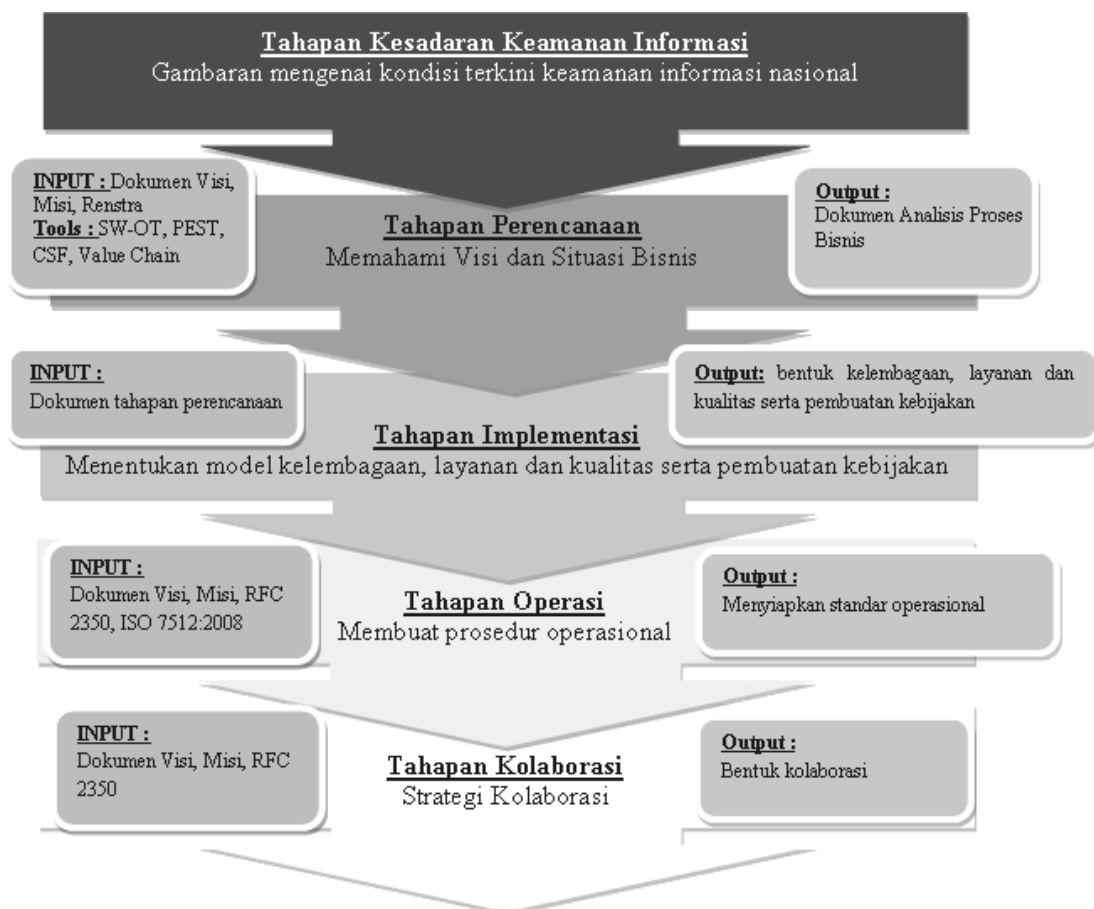 Tahapan Kesadaran Keamanan Informasi
Gambaran mengenai kondisi terkini keamanan informasi nasional
INPUT : Dokumen Visi,
Misi, Renstra
Tools : SW-OT, PEST,
CSF, Value Chain
Tahapan Perencanaan
Memahami Visi dan Situasi Bisnis
Output :
Dokumen Analisis Proses
Bisnis
INPUT :
Dokumen tahapan perencanaan
Output: bentuk kelembagaan, layanan dan
kualitas serta pembuatan kebijakan
Tahapan Implementasi
Menentukan model kelembagaan, layanan dan kualitas serta pembuatan kebijakan
INPUT :
Dokumen Visi, Misi, RFC
2350, ISO 7512:2008
Tahapan Operasi
Membuat prosedur operasional
Output :
Menyiapkan standar operasional
INPUT :
Dokumen Visi, Misi, RFC
2350
Tahapan Kolaborasi
Strategi Kolaborasi
Output :
Bentuk kolaborasi